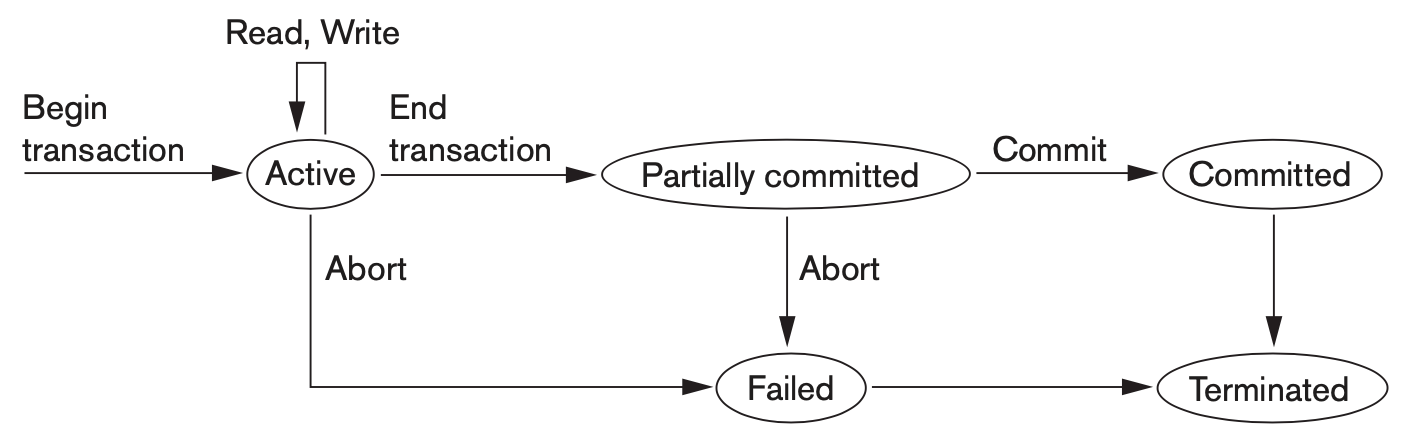 Read, Write
Begin
transaction
End
transaction
Active
Partially committed
Commit
Committed
Abort
Abort
Failed
Terminated